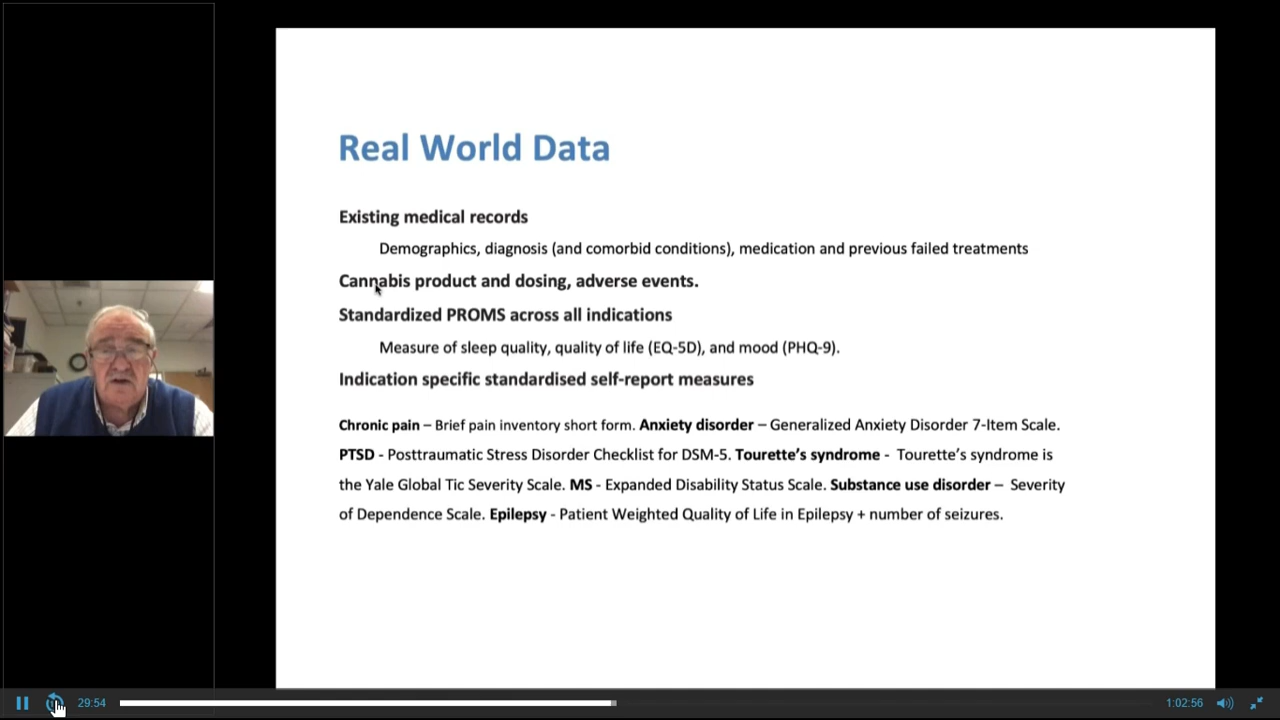 Real World Data
Existing medical records
Demographics, diagnosis (and comorbid conditions), medication and previous failed treatments
Cannabis product and dosing, adverse events.
Standardized PROMS across all indications
Measure of sleep quality, quality of life (EQ-5D), and mood (PHQ-9).
Indication specific standardised self-report measures
Chronic pain – Brief pain inventory short form. Anxiety disorder – Generalized Anxiety Disorder 7-Item Scale.
PTSD - Posttraumatic Stress Disorder Checklist for DSM-5. Tourette's syndrome - Tourette's syndrome is
the Yale Global Tic Severity Scale. MS - Expanded Disability Status Scale. Substance use disorder – Severity
of Dependence Scale. Epilepsy - Patient Weighted Quality of Life in Epilepsy + number of seizures.
29:54
1:02:56